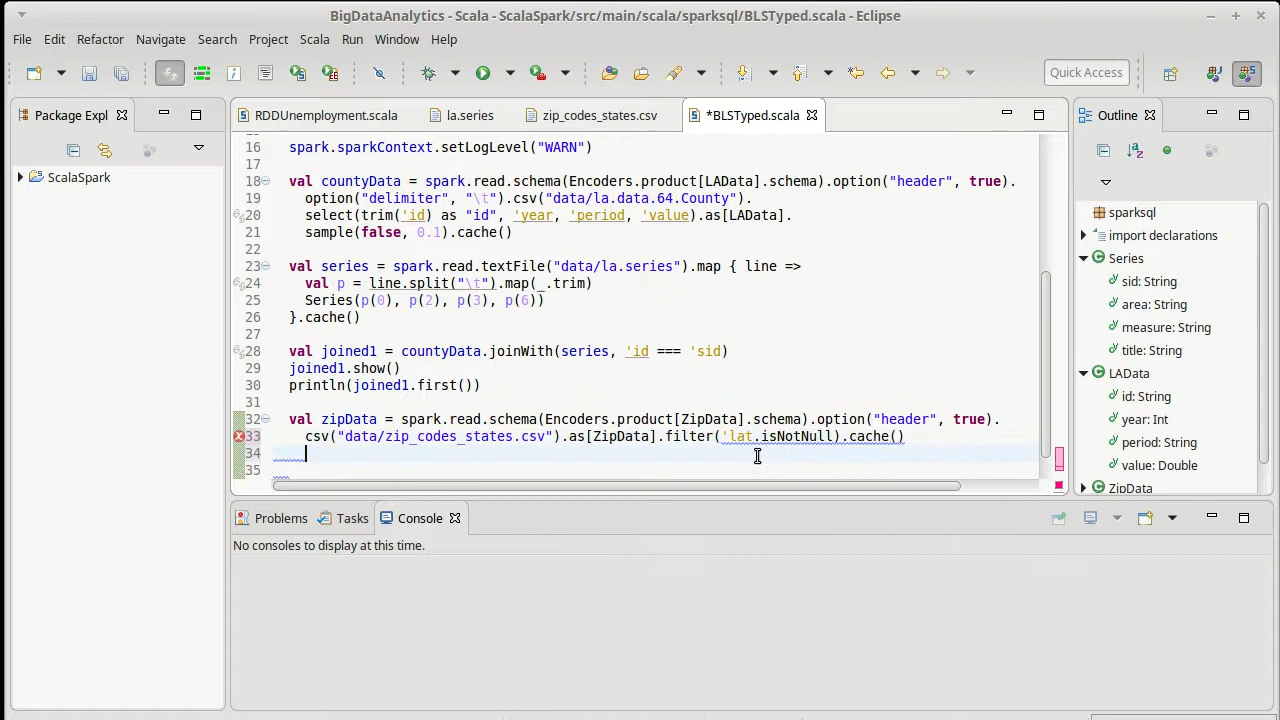 BigDataAnalytics - Scala - ScalaSpark/src/main/scala/sparksql/BLSTyped.scala - Eclipse
File Edit Refactor Navigate Search Project Scala Run Window Help
Quick Access
Package Expl
ScalaSpark
RDDUnemployment.scala la.series zip_codes_states.csv *BLSTyped.scala
16 spark.sparkContext.setLogLevel("WARN")
17
18 val countyData = spark.read.schema(Encoders.product[LAData].schema).option("header", true).
19 option("delimiter", "\t").csv("data/la.data.64.County").
20 select(trim('id) as "id", 'year, 'period, 'value).as[LAData].
21 sample(false, 0.1).cache()
22
23 val series = spark.read.textFile("data/la.series").map { line =>
24 val p = line.split("\t").map(_.trim)
25 Series(p(0), p(2), p(3), p(6))
26 }.cache()
27
28 val joined1 = countyData.joinWith(series, 'id === 'sid)
29 joined1.show()
30 println(joined1.first())
31
32 val zipData = spark.read.schema(Encoders.product[ZipData].schema).option("header", true).
33 csv("data/zip_codes_states.csv").as[ZipData].filter('lat.isNotNull).cache()
34
35
Outline
sparksql
import declarations
Series
sid: String
area: String
measure: String
title: String
LAData
id: String
year: Int
period: String
value: Double
ZipData
Problems Tasks Console
No consoles to display at this time.